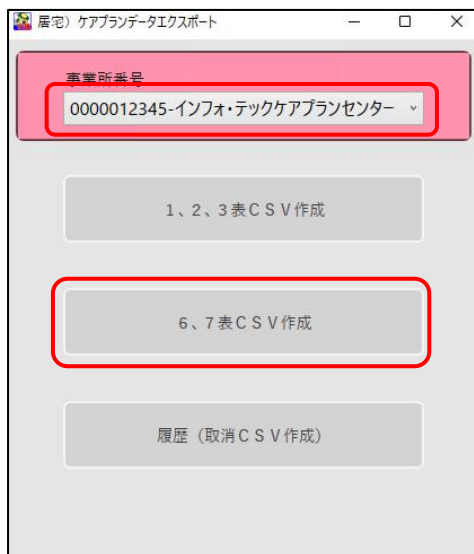 居宅）ケアプランデータエクスポート
事業所番号
0000012345-インフォ・テックケアプランセンター
1、2、3表ＣＳＶ作成
6、7表ＣＳＶ作成
履歴（取消ＣＳＶ作成）